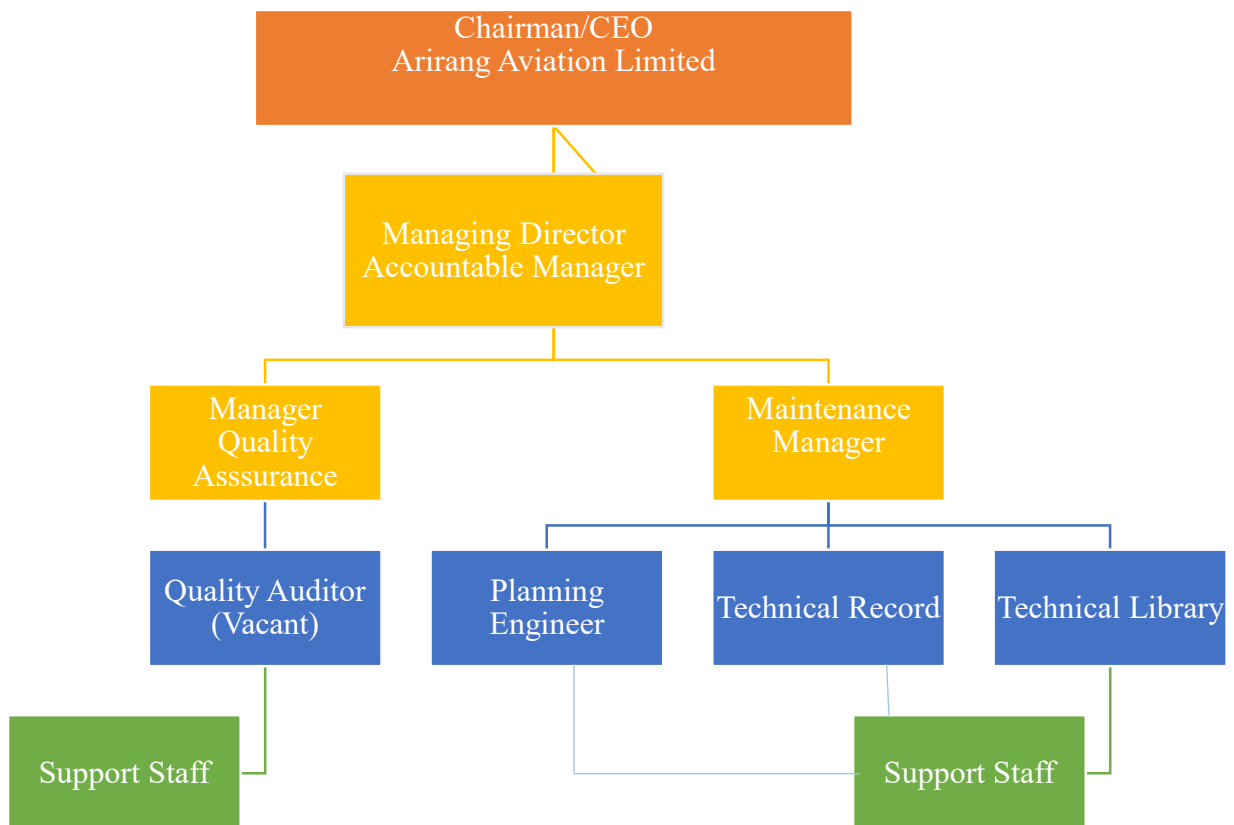 Chairman/CEO
Arirang Aviation Limited
Managing Director
Accountable Manager
Manager
Quality
Asssurance
Maintenance
Manager
Quality Auditor
(Vacant)
Planning
Engineer
Technical Record
Technical Library
Support Staff
Support Staff